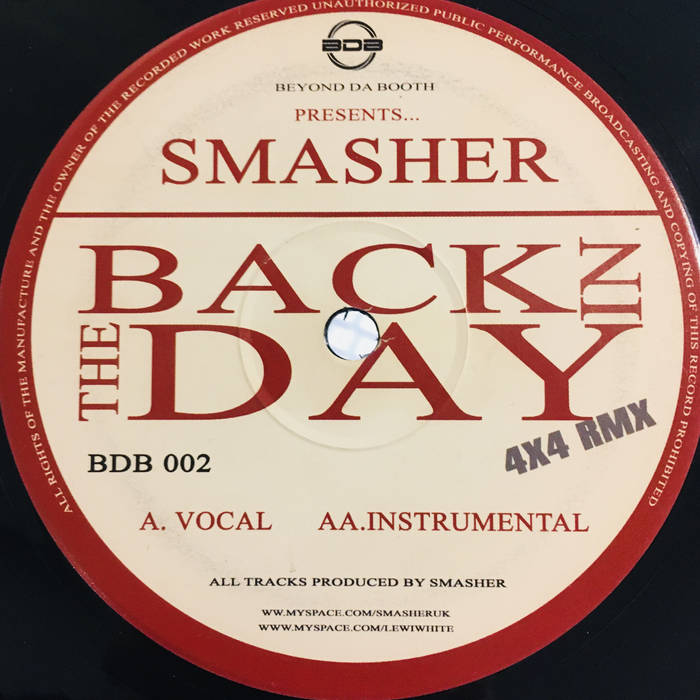 ALL RIGHTS OF THE MANUFACTURE AND THE OWNER OF THE RECORDED WORK RESERVED UNAUTHORIZED PUBLIC PERFORMANCE BROADCASTING AND COPYING OF THIS RECORD PROHIBITED
BDB
BEYOND DA BOOTH
PRESENTS...
SMASHER
BACK IN
THE DAY
4X4 RMX
BDB 002
A. VOCAL AA.INSTRUMENTAL
ALL TRACKS PRODUCED BY SMASHER
WW.MYSPACE.COM/SMASHERUK
WWW.MYSPACE.COM/LEWIWHITE